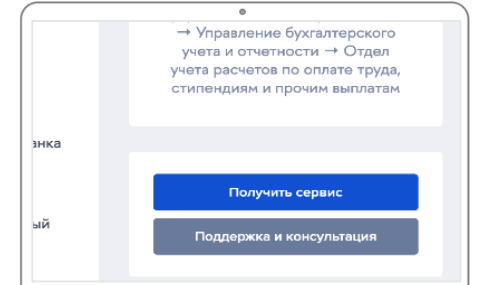 → Управление бухгалтерского
учета и отчетности → Отдел
учета расчетов по оплате труда,
стипендиям и прочим выплатам
анка
Получить сервис
ый
Поддержка и консультация